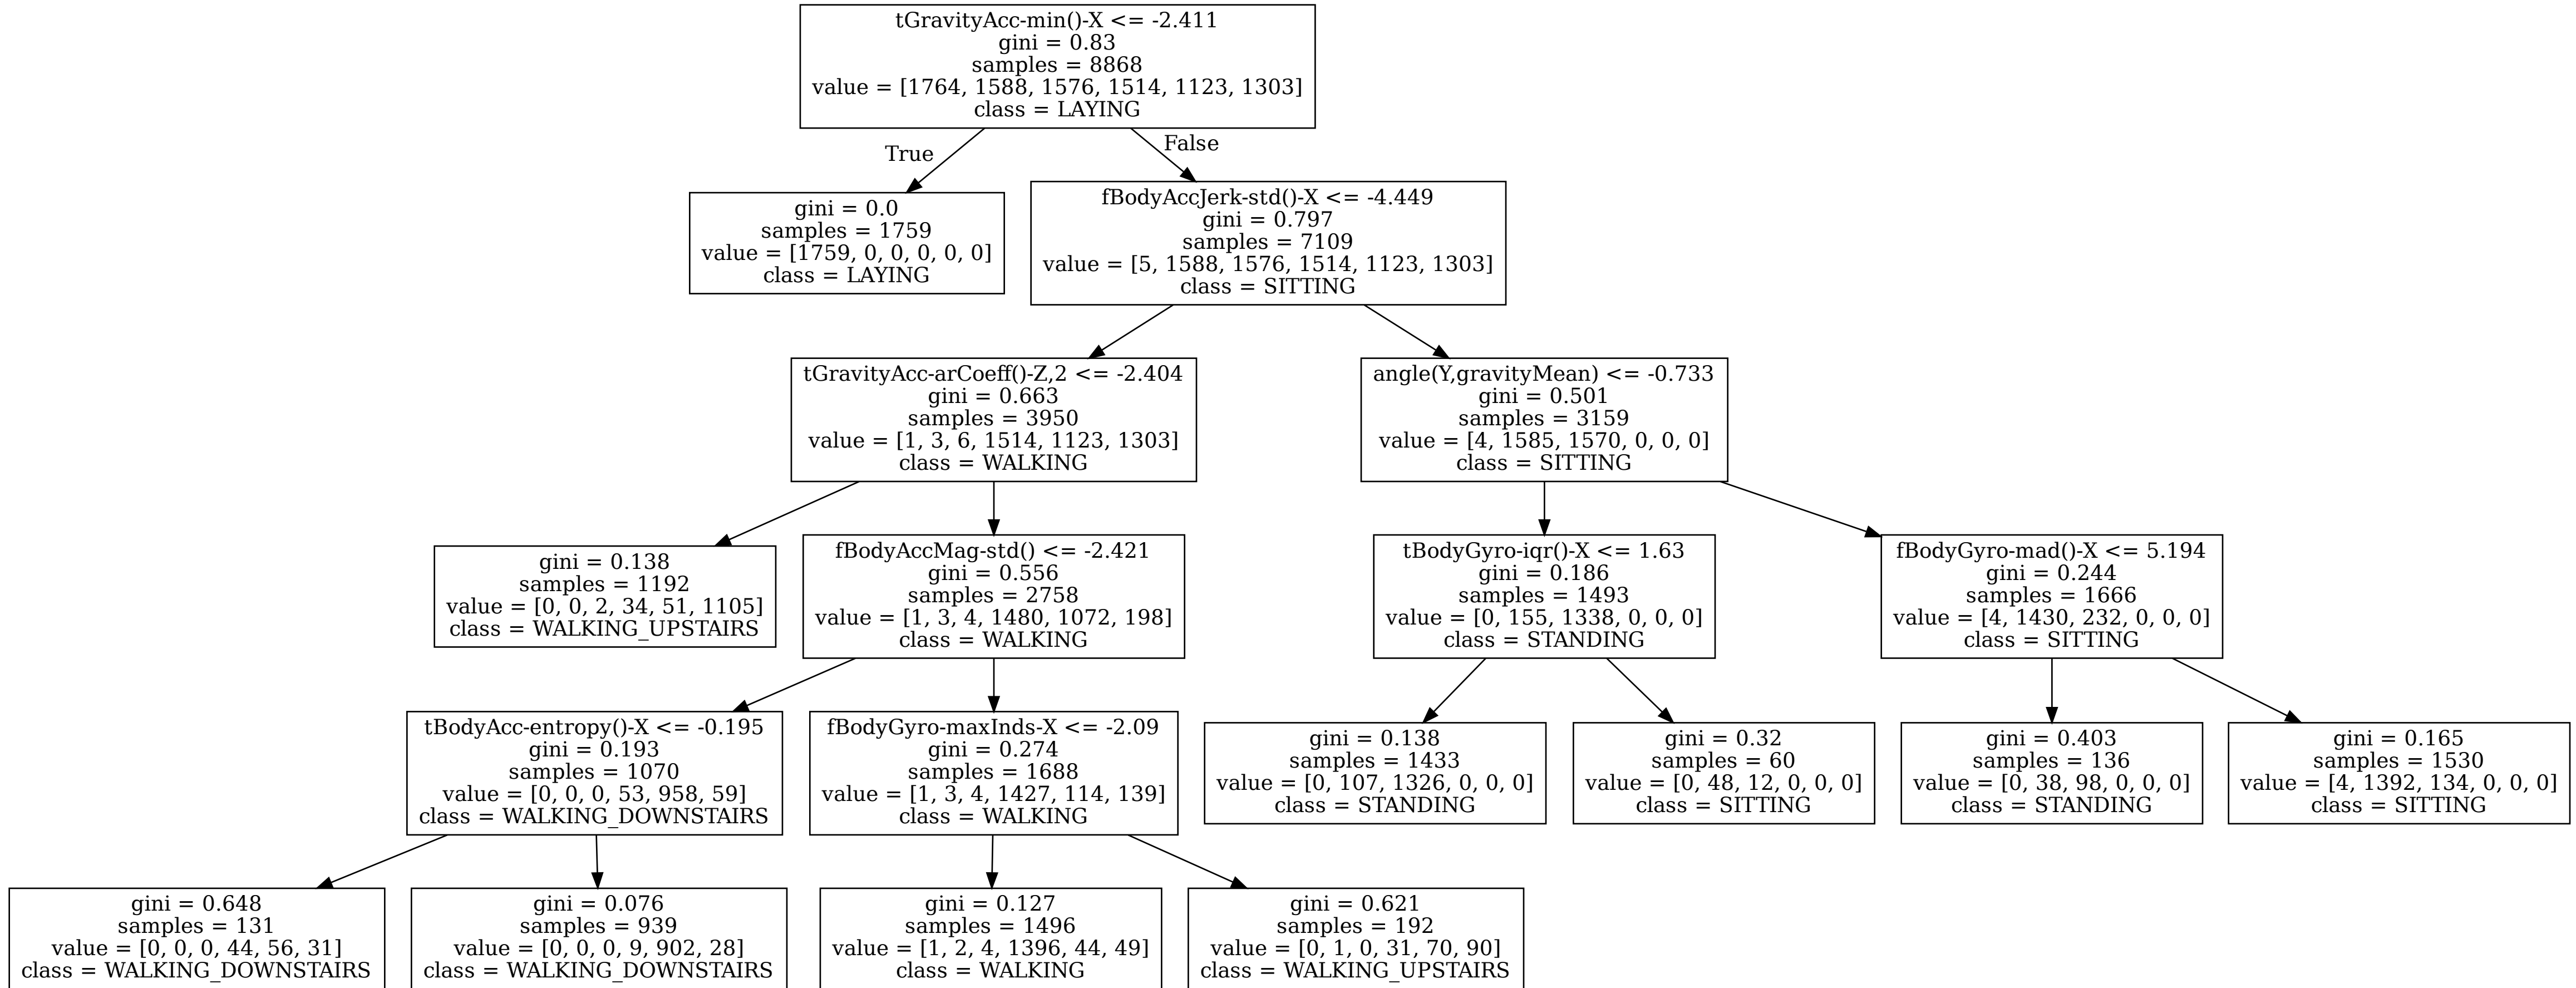 tGravityAcc-min()-X <= -2.411
gini = 0.83
samples = 8868
value = [1764, 1588, 1576, 1514, 1123, 1303]
class = LAYING
True
False
gini = 0.0
samples = 1759
value = [1759, 0, 0, 0, 0, 0]
class = LAYING
fBodyAccJerk-std()-X <= -4.449
gini = 0.797
samples = 7109
value = [5, 1588, 1576, 1514, 1123, 1303]
class = SITTING
tGravityAcc-arCoeff()-Z,2 <= -2.404
gini = 0.663
samples = 3950
value = [1, 3, 6, 1514, 1123, 1303]
class = WALKING
angle(Y,gravityMean) <= -0.733
gini = 0.501
samples = 3159
value = [4, 1585, 1570, 0, 0, 0]
class = SITTING
gini = 0.138
samples = 1192
value = [0, 0, 2, 34, 51, 1105]
class = WALKING_UPSTAIRS
fBodyAccMag-std() <= -2.421
gini = 0.556
samples = 2758
value = [1, 3, 4, 1480, 1072, 198]
class = WALKING
tBodyGyro-iqr()-X <= 1.63
gini = 0.186
samples = 1493
value = [0, 155, 1338, 0, 0, 0]
class = STANDING
fBodyGyro-mad()-X <= 5.194
gini = 0.244
samples = 1666
value = [4, 1430, 232, 0, 0, 0]
class = SITTING
tBodyAcc-entropy()-X <= -0.195
gini = 0.193
samples = 1070
value = [0, 0, 0, 53, 958, 59]
class = WALKING_DOWNSTAIRS
fBodyGyro-maxInds-X <= -2.09
gini = 0.274
samples = 1688
value = [1, 3, 4, 1427, 114, 139]
class = WALKING
gini = 0.138
samples = 1433
value = [0, 107, 1326, 0, 0, 0]
class = STANDING
gini = 0.32
samples = 60
value = [0, 48, 12, 0, 0, 0]
class = SITTING
gini = 0.403
samples = 136
value = [0, 38, 98, 0, 0, 0]
class = STANDING
gini = 0.165
samples = 1530
value = [4, 1392, 134, 0, 0, 0]
class = SITTING
gini = 0.648
samples = 131
value = [0, 0, 0, 44, 56, 31]
class = WALKING_DOWNSTAIRS
gini = 0.076
samples = 939
value = [0, 0, 0, 9, 902, 28]
class = WALKING_DOWNSTAIRS
gini = 0.127
samples = 1496
value = [1, 2, 4, 1396, 44, 49]
class = WALKING
gini = 0.621
samples = 192
value = [0, 1, 0, 31, 70, 90]
class = WALKING_UPSTAIRS